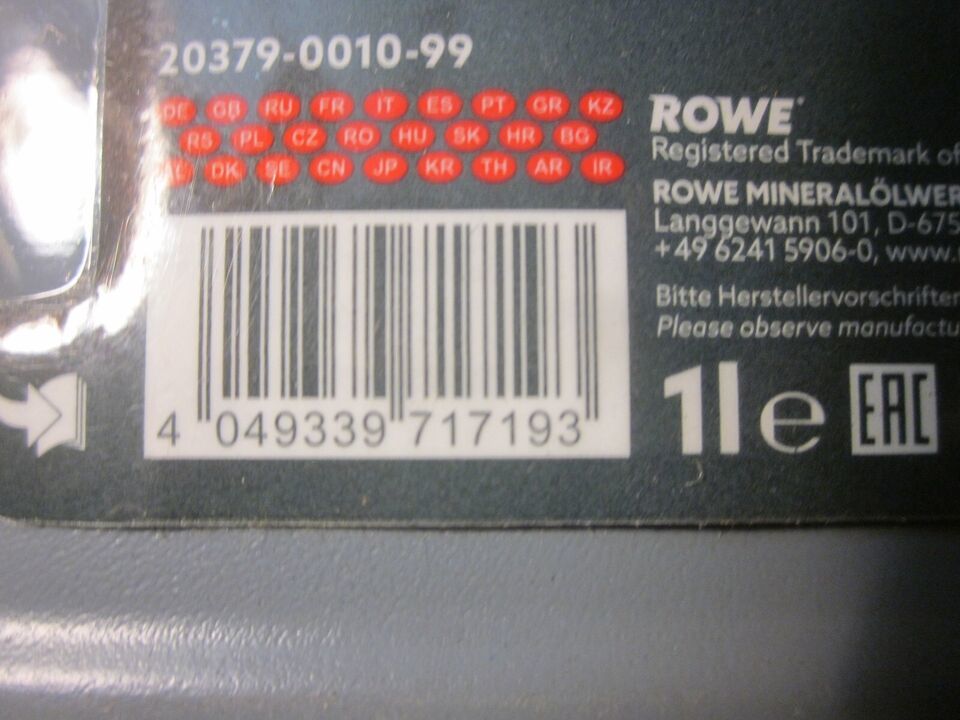 20379-0010-99
DE GB RU FR IT ES PT GR KZ
RS PL CZ RO HU SK HR BG
DK SE CN JP KR TH AR IR
4 049339 717193
ROWE
Registered Trademark of
ROWE MINERALÖLWER
Langgewann 101, D-675
+49 6241 5906-0, www.
Bitte Herstellervorschriften
Please observe manufactu
1l e EAC